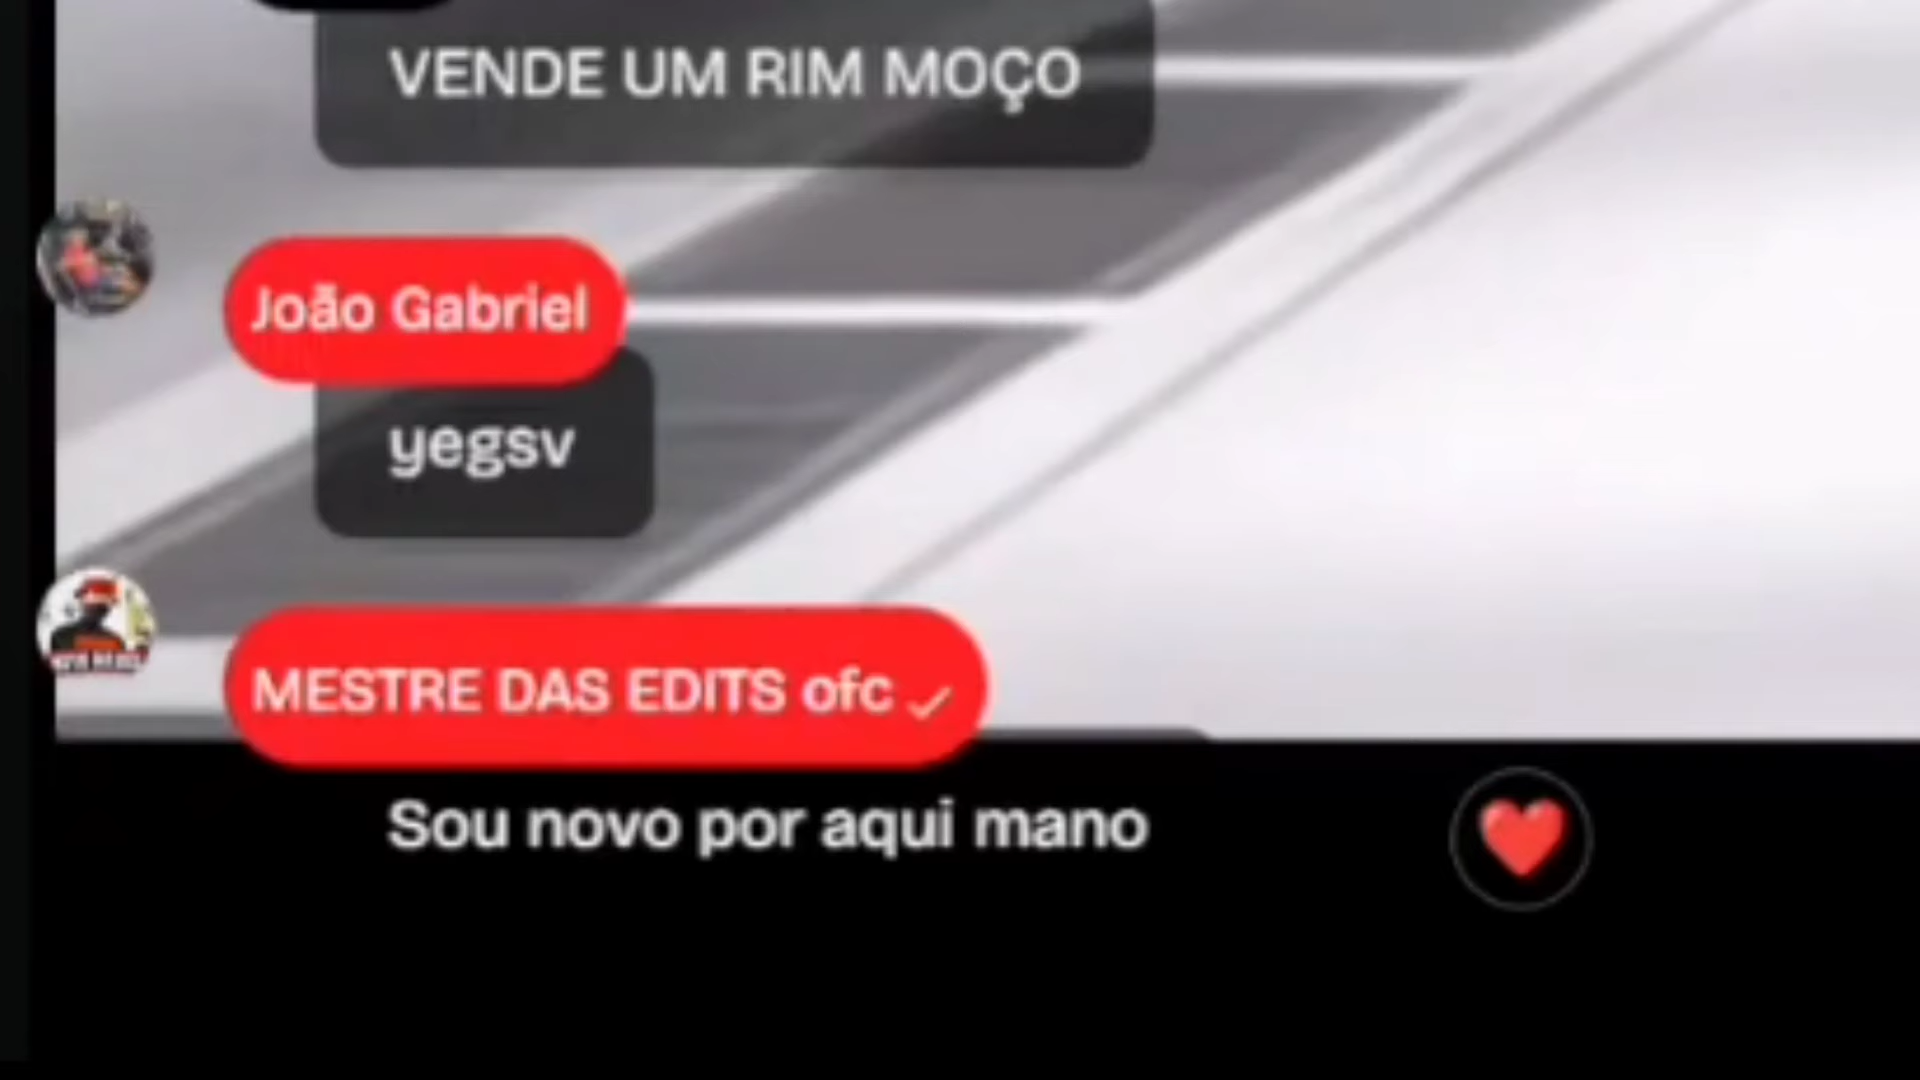 VENDE UM RIM MOÇO
João Gabriel
yegsv
MESTRE DAS EDITS ofc
Sou novo por aqui mano